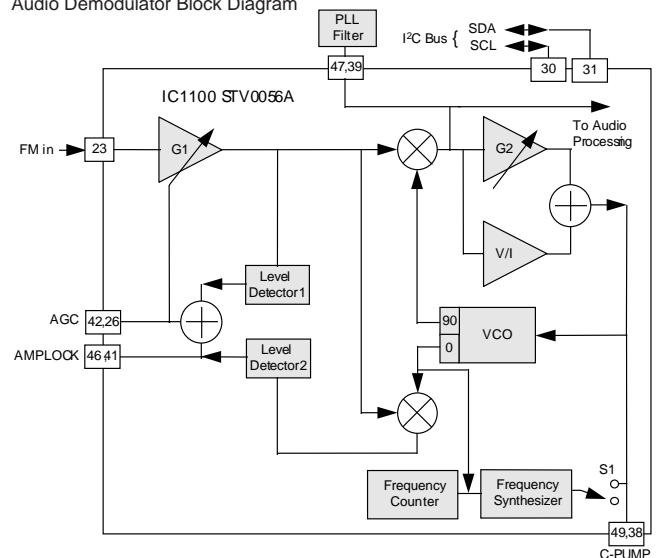 Audio Demodulator Block Diagram
PLL
Filter
I²C Bus { SDA
SCL
47,39
30
31
IC1100 STV0056A
To Audio
Processing
FM in
23
G1
G2
V/I
Level
Detector1
AGC
42,26
90
0
VCO
AMPLOCK
46,41
Level
Detector2
S1
Frequency
Counter
Frequency
Synthesizer
49,38
C-PUMP